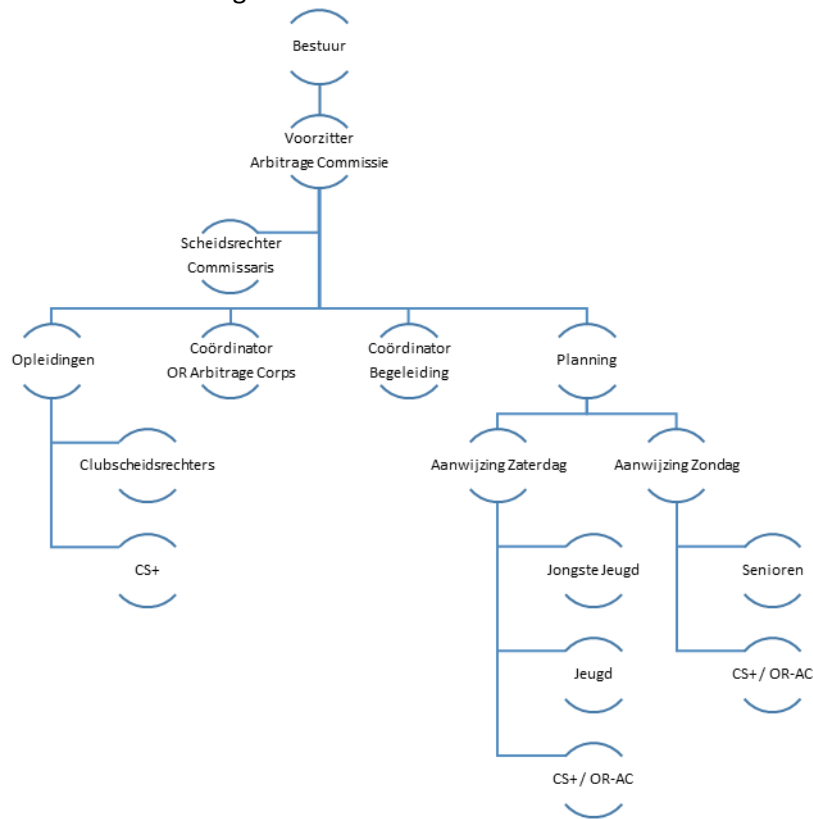 Bestuur
Voorzitter
Arbitrage Commissie
Scheidsrechter
Commissaris
Opleidingen
Coördinator
OR Arbitrage Corps
Coördinator
Begeleiding
Planning
Clubscheidsrechters
CS+
Aanwijzing Zaterdag
Aanwijzing Zondag
Jongste Jeugd
Jeugd
CS+ / OR-AC
Senioren
CS+ / OR-AC